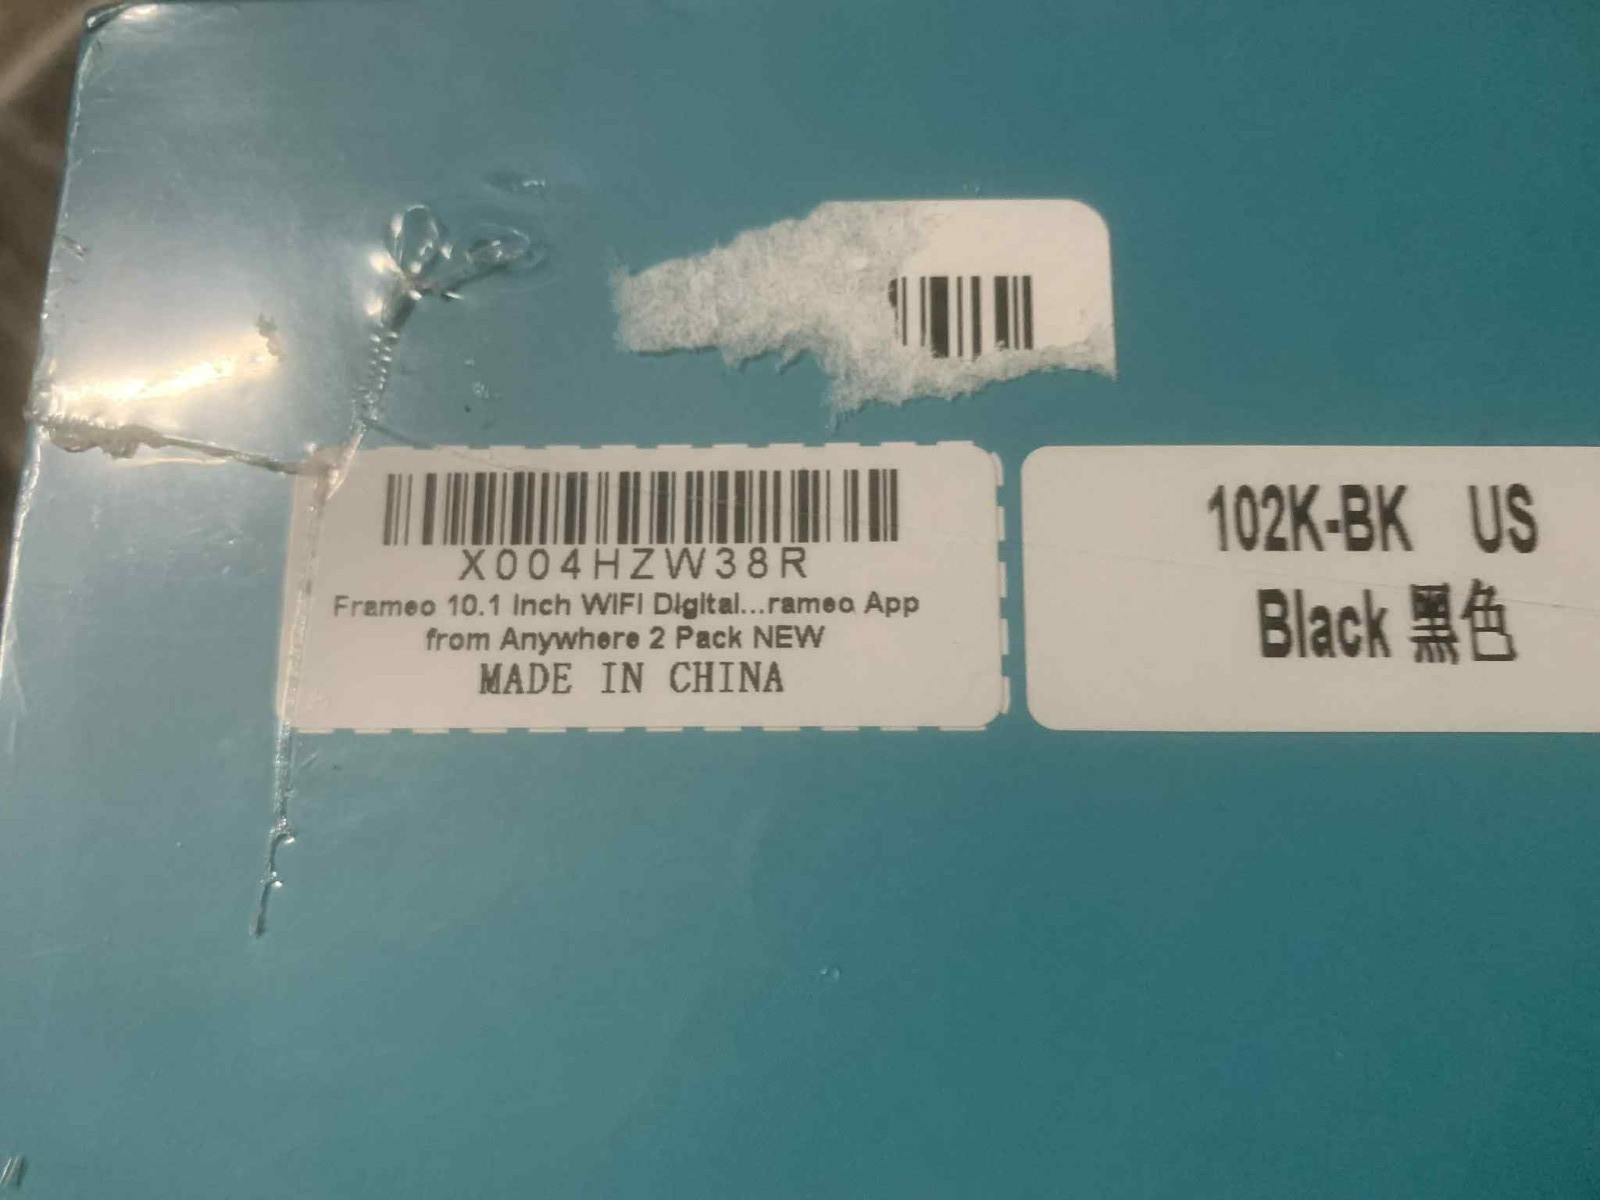 X004HZW38R
Frameo 10.1 Inch WIFI Digital...rameo App
from Anywhere 2 Pack NEW
MADE IN CHINA
102K-BK US
Black 黑色